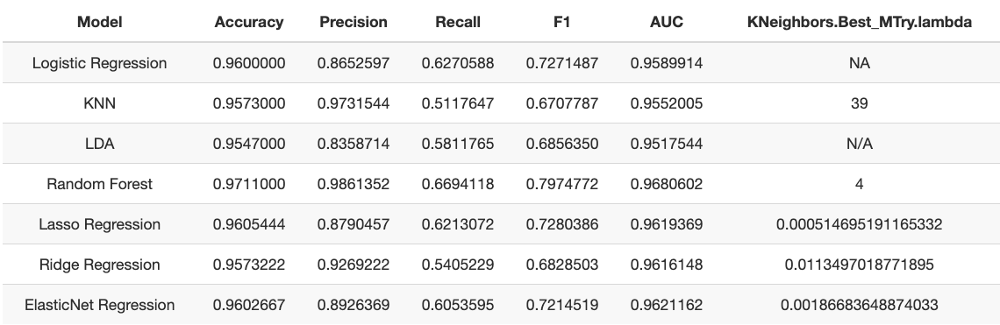 Model Accuracy Precision Recall F1 AUC KNeighbors.Best_MTry.lambda
Logistic Regression 0.9600000 0.8652597 0.6270588 0.7271487 0.9589914 NA
KNN 0.9573000 0.9731544 0.5117647 0.6707787 0.9552005 39
LDA 0.9547000 0.8358714 0.5811765 0.6856350 0.9517544 N/A
Random Forest 0.9711000 0.9861352 0.6694118 0.7974772 0.9680602 4
Lasso Regression 0.9605444 0.8790457 0.6213072 0.7280386 0.9619369 0.000514695191165332
Ridge Regression 0.9573222 0.9269222 0.5405229 0.6828503 0.9616148 0.0113497018771895
ElasticNet Regression 0.9602667 0.8926369 0.6053595 0.7214519 0.9621162 0.00186683648874033